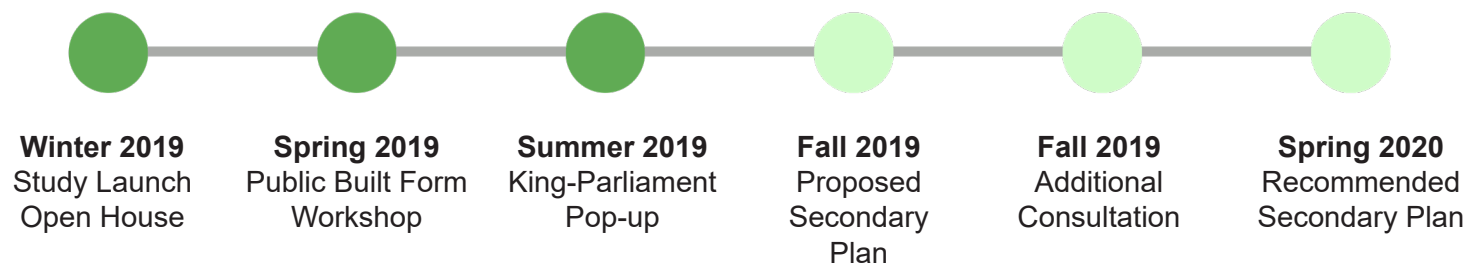 Winter 2019
Study Launch
Open House
Spring 2019
Public Built Form
Workshop
Summer 2019
King-Parliament
Pop-up
Fall 2019
Proposed
Secondary
Plan
Fall 2019
Additional
Consultation
Spring 2020
Recommended
Secondary Plan